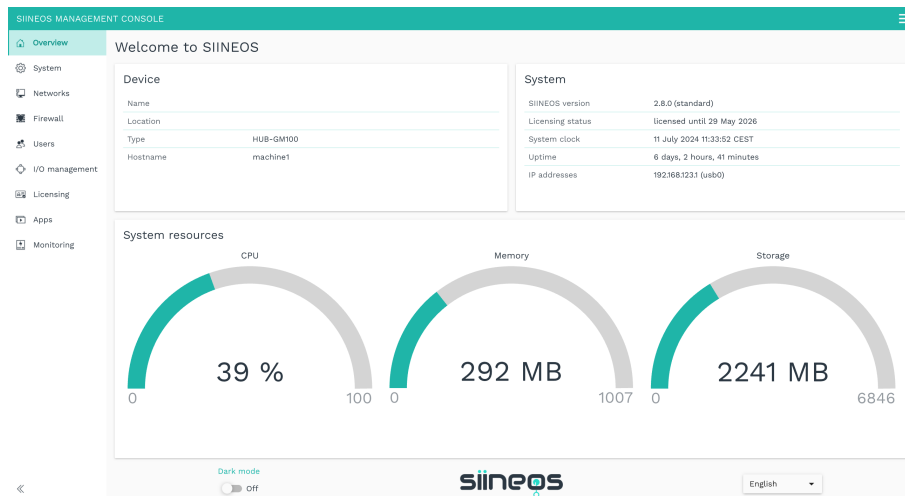 SIINEOS MANAGEMENT CONSOLE
Overview
System
Networks
Firewall
Users
I/O management
Licensing
Apps
Monitoring
Welcome to SIINEOS
Device
Name
Location
Type HUB-GM100
Hostname machine1
System
SIINEOS version 2.8.0 (standard)
Licensing status licensed until 29 May 2026
System clock 11 July 2024 11:33:52 CEST
Uptime 6 days, 2 hours, 41 minutes
IP addresses 192.168.123.1 (usb0)
System resources
CPU
39 %
0 100
Memory
292 MB
0 1007
Storage
2241 MB
0 6846
Dark mode
Off
siineos
English